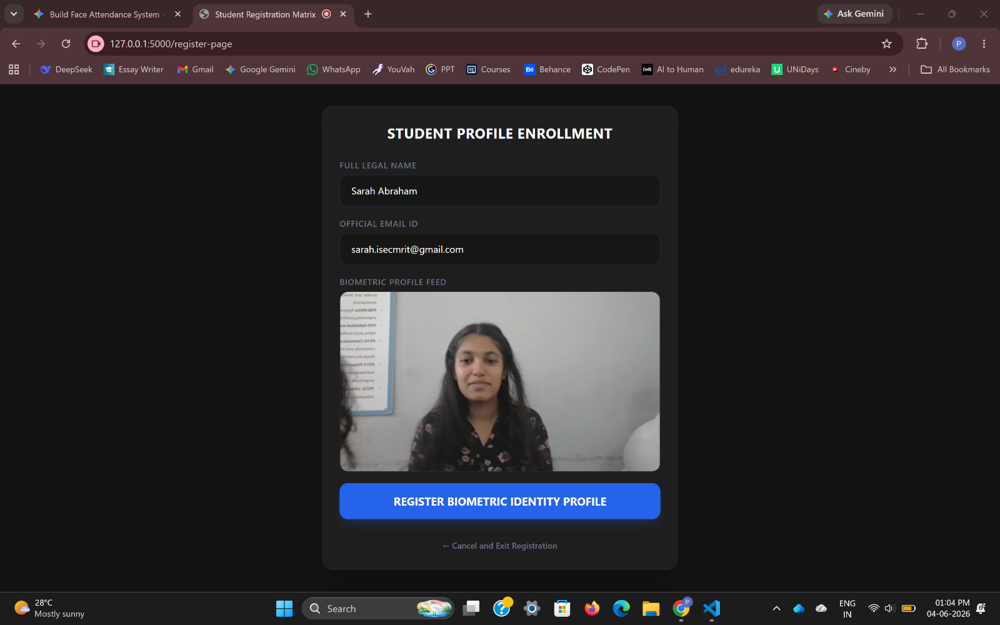 Build Face Attendance System -
Student Registration Matrix
Ask Gemini
127.0.0.1:5000/register-page
P
DeepSeek
Essay Writer
Gmail
Google Gemini
WhatsApp
YouVah
PPT
Courses
Behance
CodePen
AI to Human
edureka
UNiDays
Cineby
All Bookmarks
STUDENT PROFILE ENROLLMENT
FULL LEGAL NAME
Sarah Abraham
OFFICIAL EMAIL ID
sarah.isecmrit@gmail.com
BIOMETRIC PROFILE FEED
REGISTER BIOMETRIC IDENTITY PROFILE
← Cancel and Exit Registration
28°C
Mostly sunny
Search
ENG
IN
01:04 PM
04-06-2026